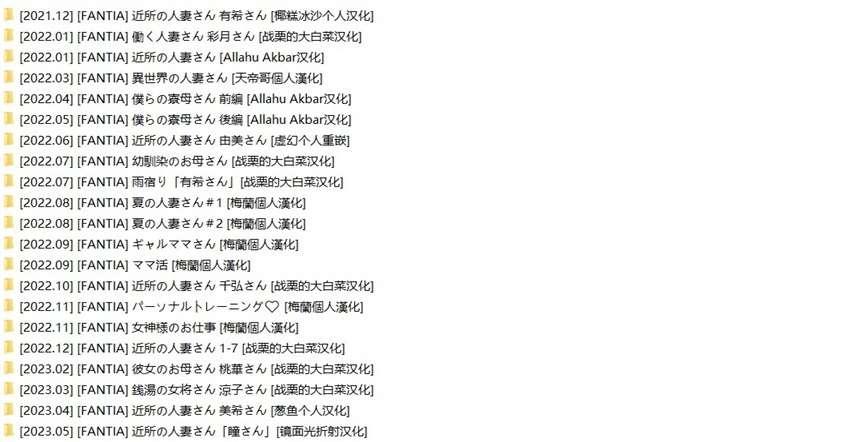 [2021.12] [FANTIA] 近所の人妻さん 有希さん [椰糕冰沙个人汉化]
[2022.01] [FANTIA] 働く人妻さん 彩月さん [战栗的大白菜汉化]
[2022.01] [FANTIA] 近所の人妻さん [Allahu Akbar汉化]
[2022.03] [FANTIA] 異世界の人妻さん [天帝哥個人漢化]
[2022.04] [FANTIA] 僕らの寮母さん 前編 [Allahu Akbar汉化]
[2022.05] [FANTIA] 僕らの寮母さん 後編 [Allahu Akbar汉化]
[2022.06] [FANTIA] 近所の人妻さん 由美さん [虚幻个人重嵌]
[2022.07] [FANTIA] 幼馴染のお母さん [战栗的大白菜汉化]
[2022.07] [FANTIA] 雨宿り「有希さん」[战栗的大白菜汉化]
[2022.08] [FANTIA] 夏の人妻さん＃1 [梅蘭個人漢化]
[2022.08] [FANTIA] 夏の人妻さん＃2 [梅蘭個人漢化]
[2022.09] [FANTIA] ギャルママさん [梅蘭個人漢化]
[2022.09] [FANTIA] ママ活 [梅蘭個人漢化]
[2022.10] [FANTIA] 近所の人妻さん 千弘さん [战栗的大白菜汉化]
[2022.11] [FANTIA] パーソナルトレーニング♡ [梅蘭個人漢化]
[2022.11] [FANTIA] 女神様のお仕事 [梅蘭個人漢化]
[2022.12] [FANTIA] 近所の人妻さん 1-7 [战栗的大白菜汉化]
[2023.02] [FANTIA] 彼女のお母さん 桃華さん [战栗的大白菜汉化]
[2023.03] [FANTIA] 銭湯の女将さん 涼子さん [战栗的大白菜汉化]
[2023.04] [FANTIA] 近所の人妻さん 美希さん [葱鱼个人汉化]
[2023.05] [FANTIA] 近所の人妻さん「瞳さん」[镜面光折射汉化]